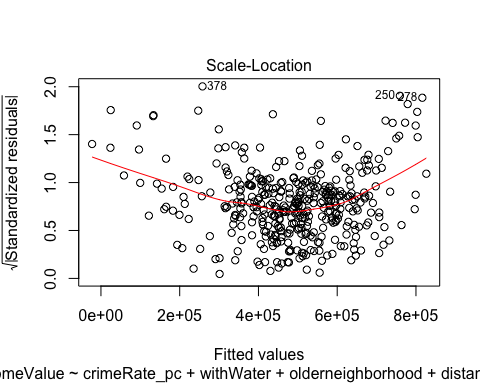 Scale-Location
378
250
278
√|Standardized residuals|
0.0 0.5 1.0 1.5 2.0
0e+00 2e+05 4e+05 6e+05 8e+05
Fitted values
omeValue ~ crimeRate_pc + withWater + olderneighborhood + distan